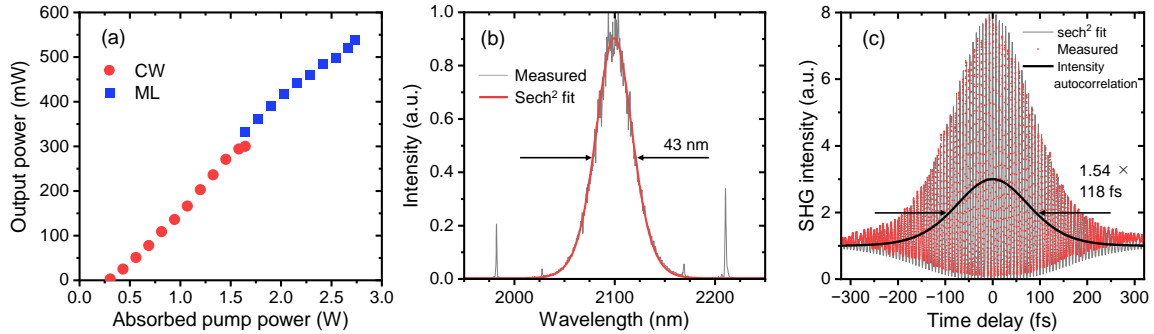 (a)
CW
ML
Output power (mW)
600
500
400
300
200
100
0
0.0 0.5 1.0 1.5 2.0 2.5 3.0
Absorbed pump power (W)
(b)
Measured
Sech² fit
43 nm
Intensity (a.u.)
1.0
0.8
0.6
0.4
0.2
0.0
2000 2100 2200
Wavelength (nm)
(c)
sech² fit
Measured
Intensity
autocorrelation
1.54 ×
118 fs
SHG intensity (a.u.)
8
6
4
2
0
−300 −200 −100 0 100 200 300
Time delay (fs)